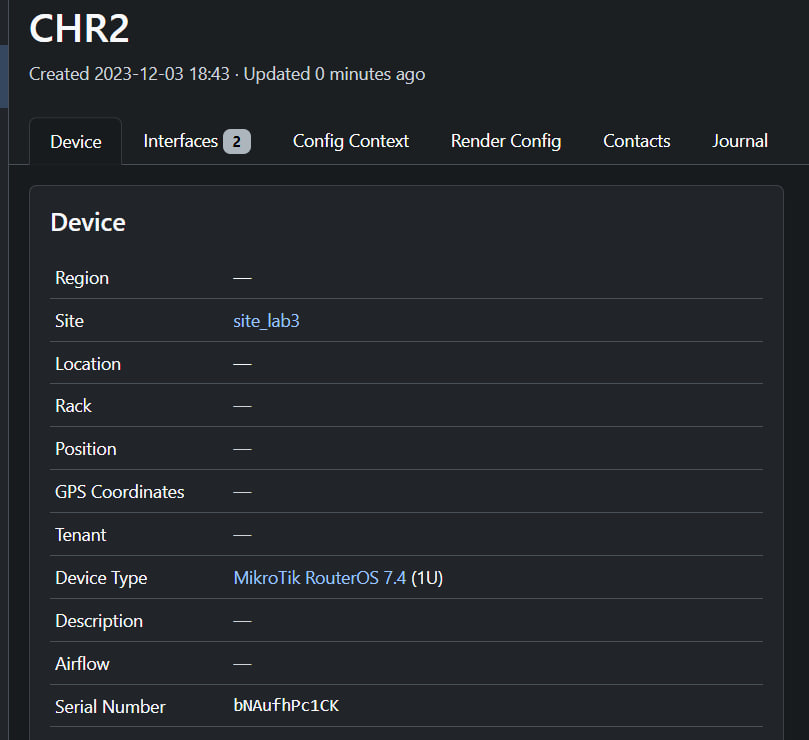 CHR2
Created 2023-12-03 18:43 · Updated 0 minutes ago
Device Interfaces 2 Config Context Render Config Contacts Journal
Device
Region —
Site site_lab3
Location —
Rack —
Position —
GPS Coordinates —
Tenant —
Device Type MikroTik RouterOS 7.4 (1U)
Description —
Airflow —
Serial Number bNAufhPc1CK